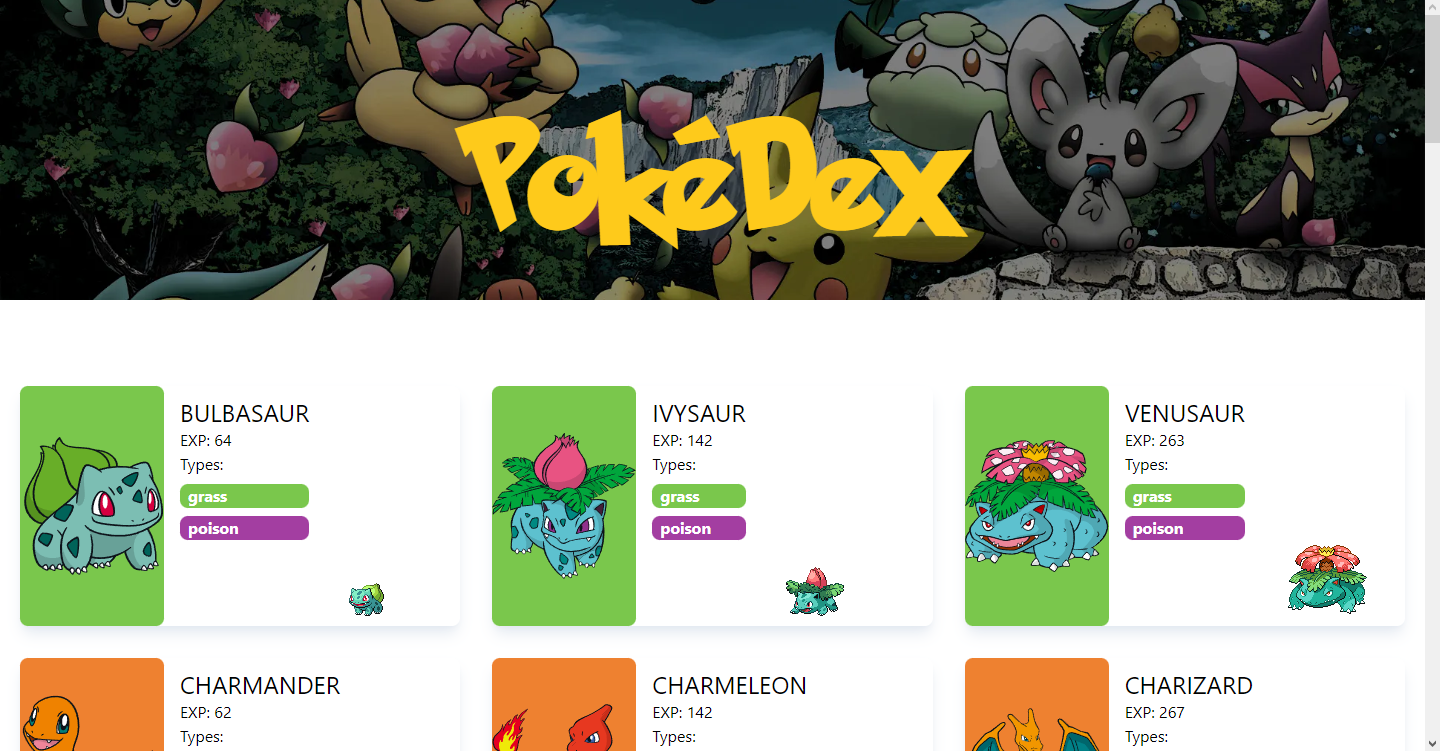 PokéDex
BULBASAUR
EXP: 64
Types:
grass
poison
IVYSAUR
EXP: 142
Types:
grass
poison
VENUSAUR
EXP: 263
Types:
grass
poison
CHARMANDER
EXP: 62
Types:
CHARMELEON
EXP: 142
Types:
CHARIZARD
EXP: 267
Types: